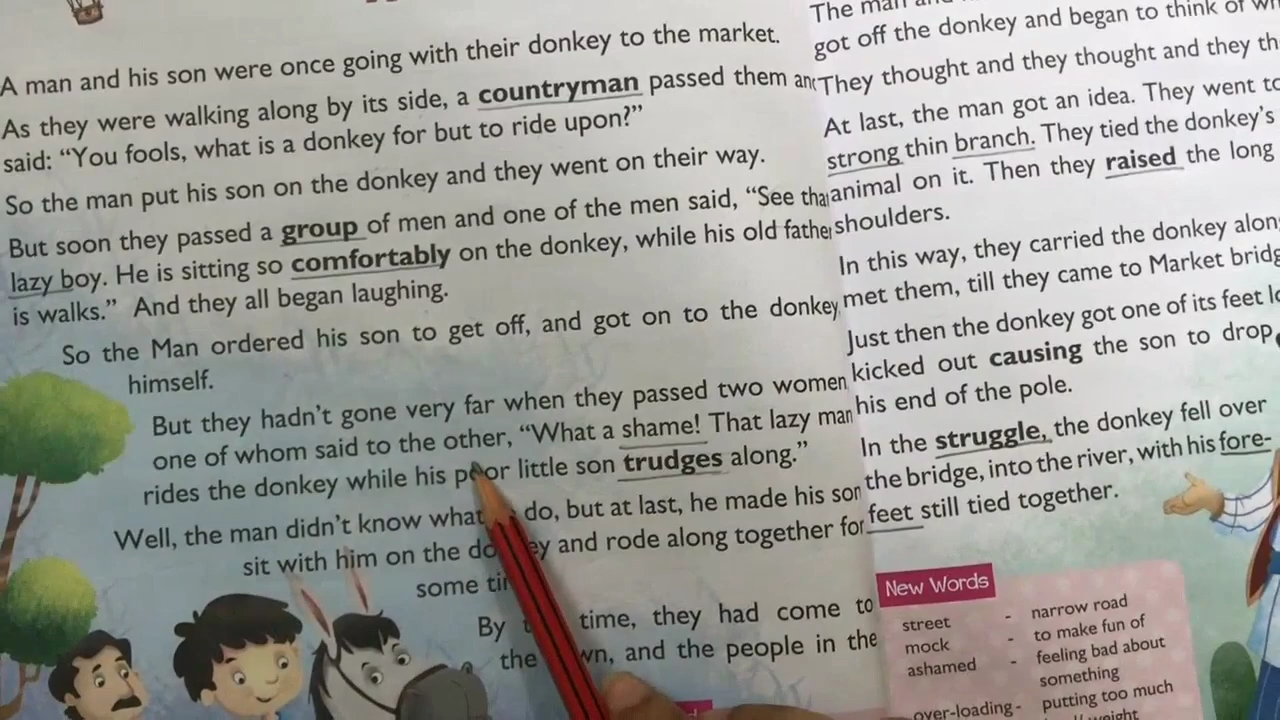 A man and his son were once going with their donkey to the market.
As they were walking along by its side, a countryman passed them and
said: “You fools, what is a donkey for but to ride upon?”
So the man put his son on the donkey and they went on their way.
But soon they passed a group of men and one of the men said, “See that
lazy boy. He is sitting so comfortably on the donkey, while his old father
is walks.” And they all began laughing.
So the Man ordered his son to get off, and got on to the donkey
himself.
But they hadn’t gone very far when they passed two women
one of whom said to the other, “What a shame! That lazy man
rides the donkey while his poor little son trudges along.”
Well, the man didn’t know what do, but at last, he made his son
sit with him on the and rode along together for
some
By time, they had come to
the and the people in the
The man
got off the donkey and began to think of
They thought and they thought and they
At last, the man got an idea. They went to
strong thin branch. They tied the donkey’s
animal on it. Then they raised the long
shoulders.
In this way, they carried the donkey
met them, till they came to Market
Just then the donkey got one of its feet
kicked out causing the son to drop
his end of the pole.
In the struggle, the donkey fell over
the bridge, into the river, with his fore-
feet still tied together.
New Words
street - narrow road
mock - to make fun of
ashamed - feeling bad about
something
over-loading - putting too much
weight